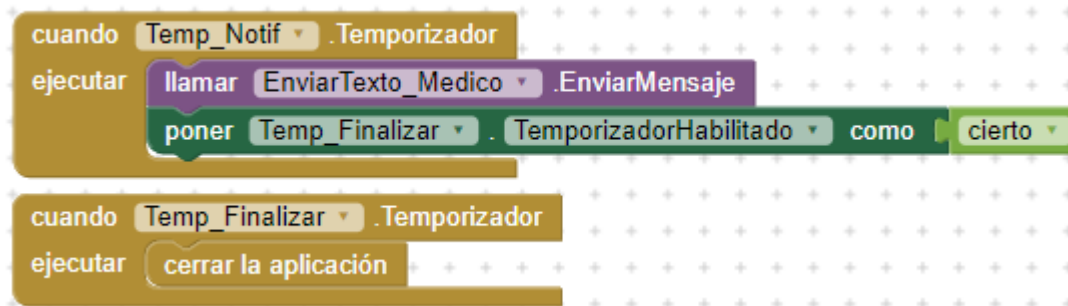 cuando Temp_Notif .Temporizador
ejecutar llamar EnviarTexto_Medico .EnviarMensaje
poner Temp_Finalizar . TemporizadorHabilitado como cierto
cuando Temp_Finalizar .Temporizador
ejecutar cerrar la aplicación